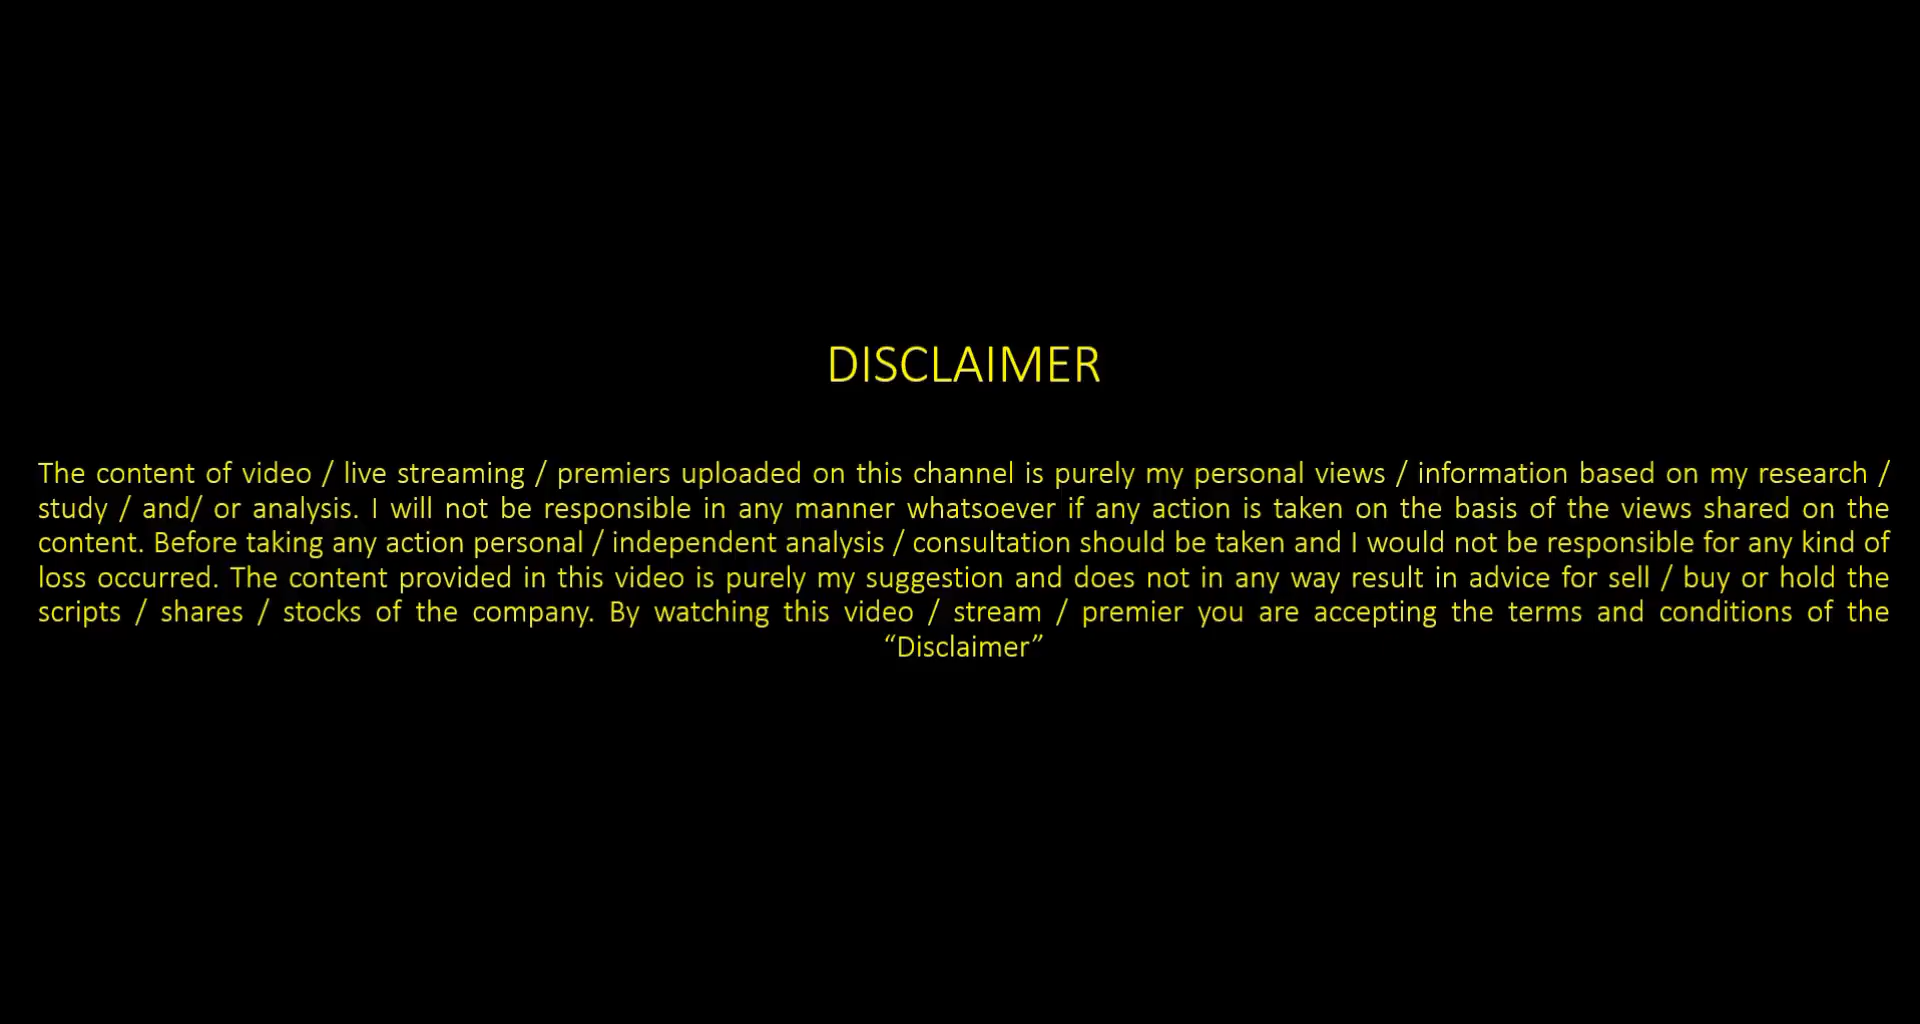 DISCLAIMER
The content of video / live streaming / premiers uploaded on this channel is purely my personal views / information based on my research /
study / and/ or analysis. I will not be responsible in any manner whatsoever if any action is taken on the basis of the views shared on the
content. Before taking any action personal / independent analysis / consultation should be taken and I would not be responsible for any kind of
loss occurred. The content provided in this video is purely my suggestion and does not in any way result in advice for sell / buy or hold the
scripts / shares / stocks of the company. By watching this video / stream / premier you are accepting the terms and conditions of the
“Disclaimer”